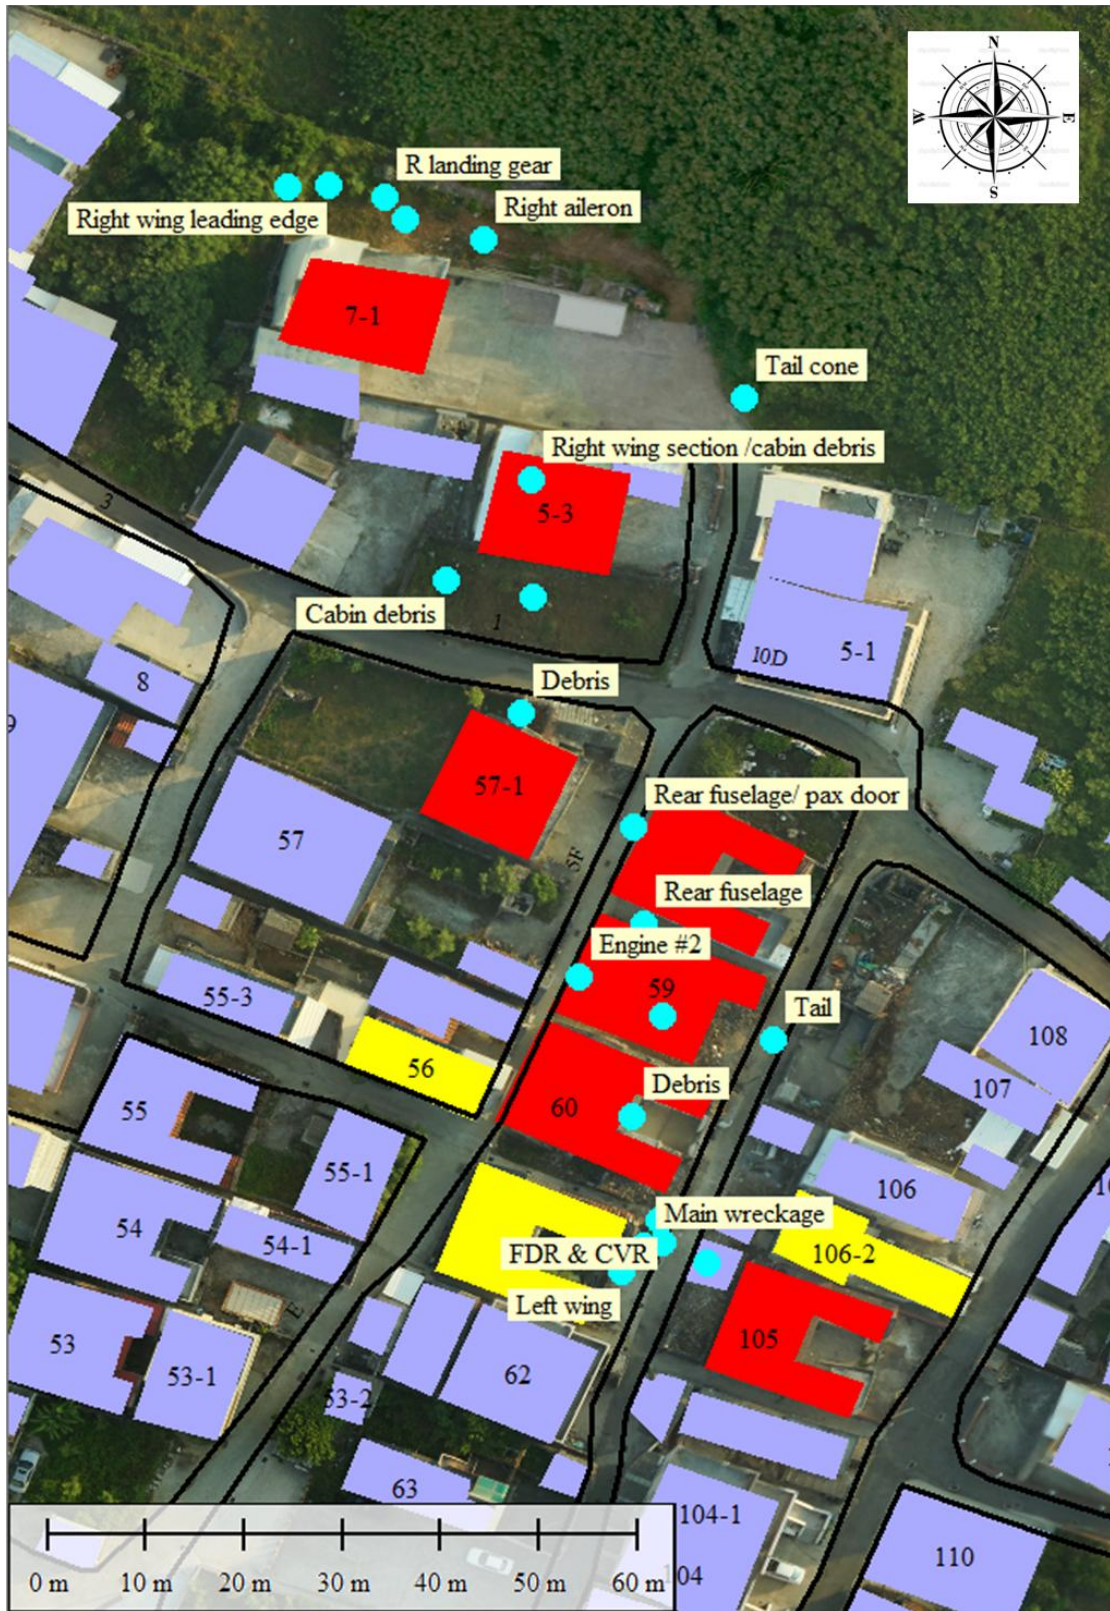 N
W
E
S
R landing gear
Right wing leading edge
Right aileron
7-1
Tail cone
Right wing section /cabin debris
3
5-3
Cabin debris
1
10D
5-1
8
Debris
9
57-1
Rear fuselage/ pax door
57
5F
Rear fuselage
Engine #2
59
55-3
Tail
108
56
107
Debris
55
60
55-1
106
54
Main wreckage
54-1
FDR & CVR
106-2
E
Left wing
105
53
53-1
62
53-2
63
104-1
110
104
0 m 10 m 20 m 30 m 40 m 50 m 60 m